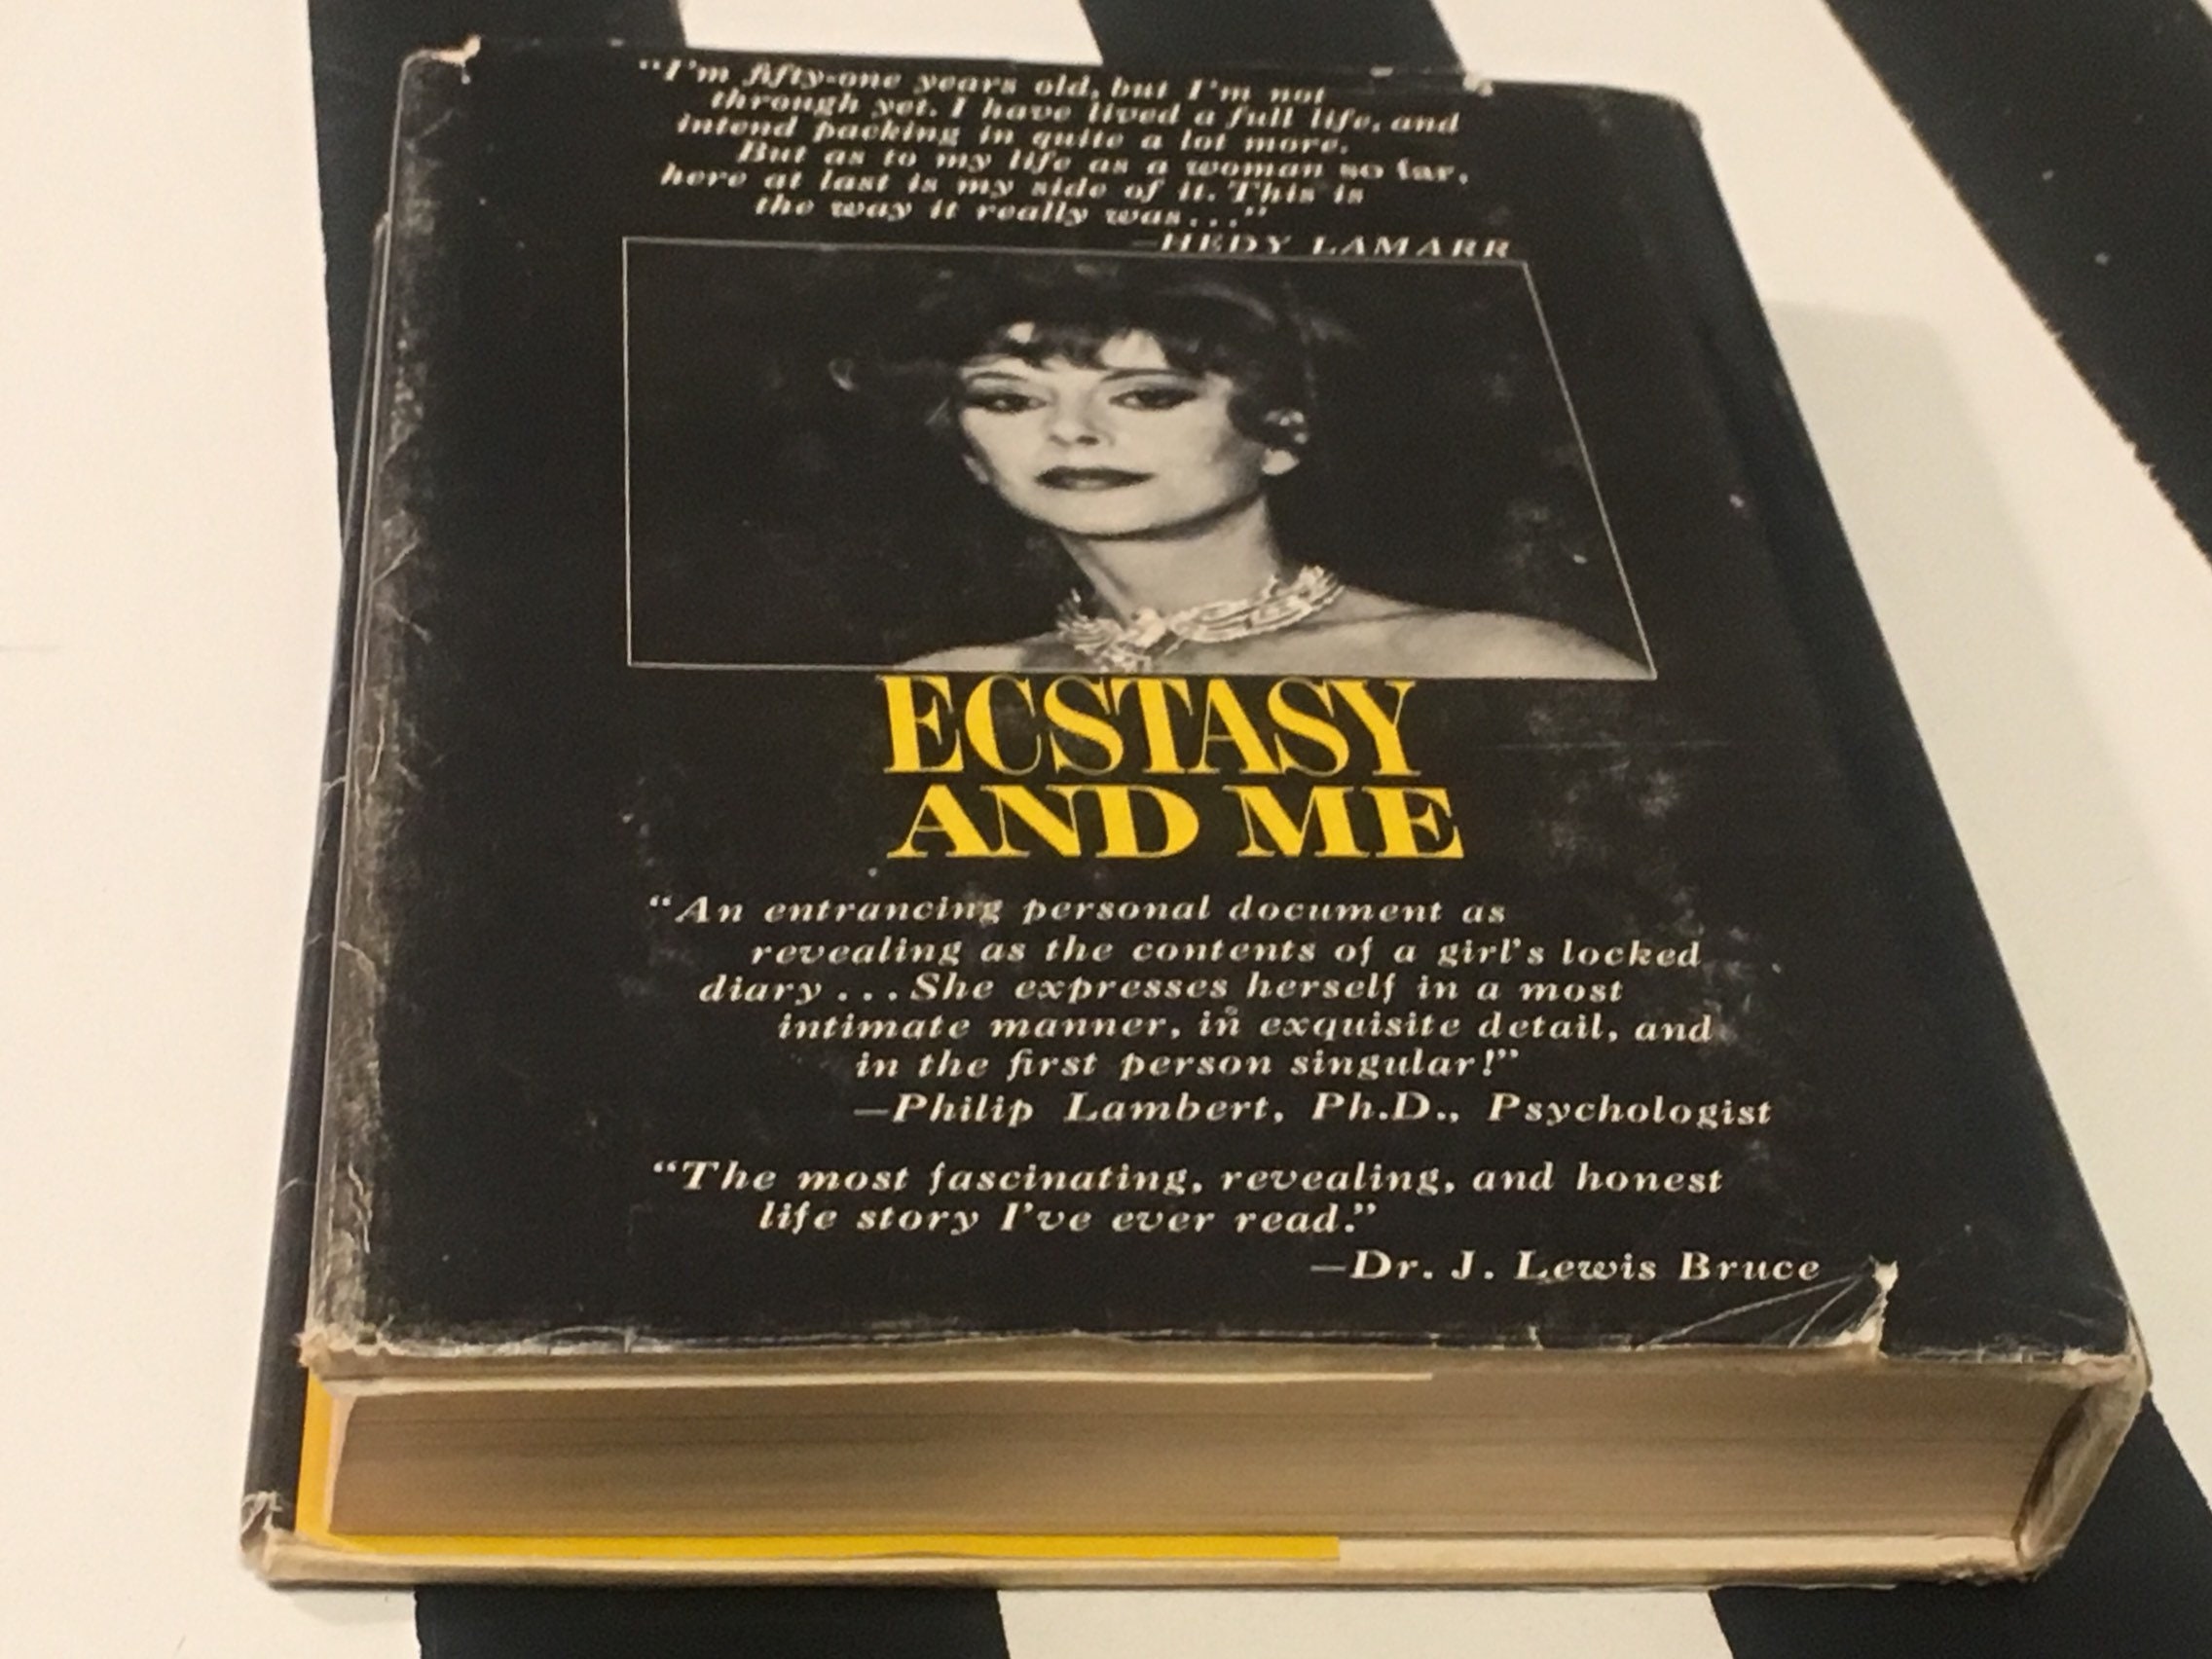 “I’m fifty-one years old, but I’m not
through yet. I have lived a full life, and
intend packing in quite a lot more.
But as to my life as a woman so far,
here at last is my side of it. This is
the way it really was...”
—HEDY LAMARR
ECSTASY
AND ME
“An entrancing personal document as
revealing as the contents of a girl’s locked
diary...She expresses herself in a most
intimate manner, in exquisite detail, and
in the first person singular!”
—Philip Lambert, Ph.D., Psychologist
“The most fascinating, revealing, and honest
life story I’ve ever read.”
—Dr. J. Lewis Bruce